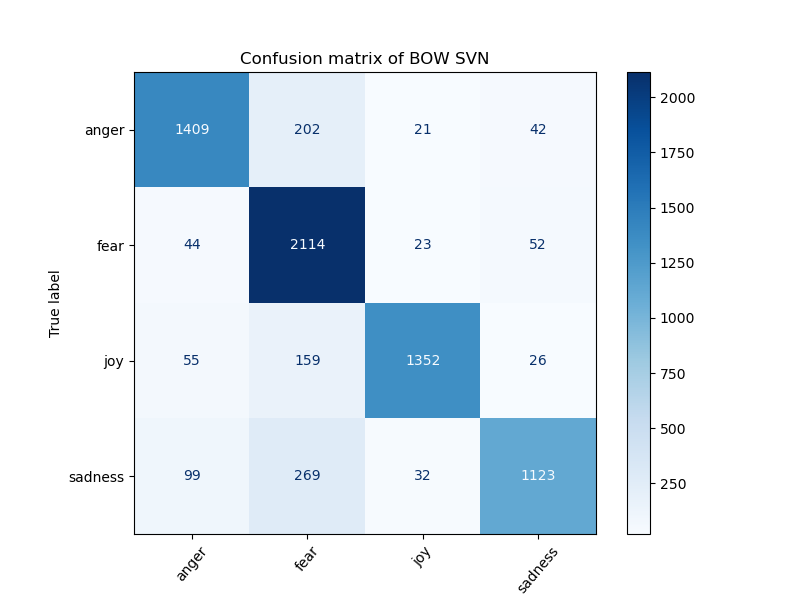 Confusion matrix of BOW SVN
True label
anger 1409 202 21 42
fear 44 2114 23 52
joy 55 159 1352 26
sadness 99 269 32 1123
anger fear joy sadness
2000
1750
1500
1250
1000
750
500
250